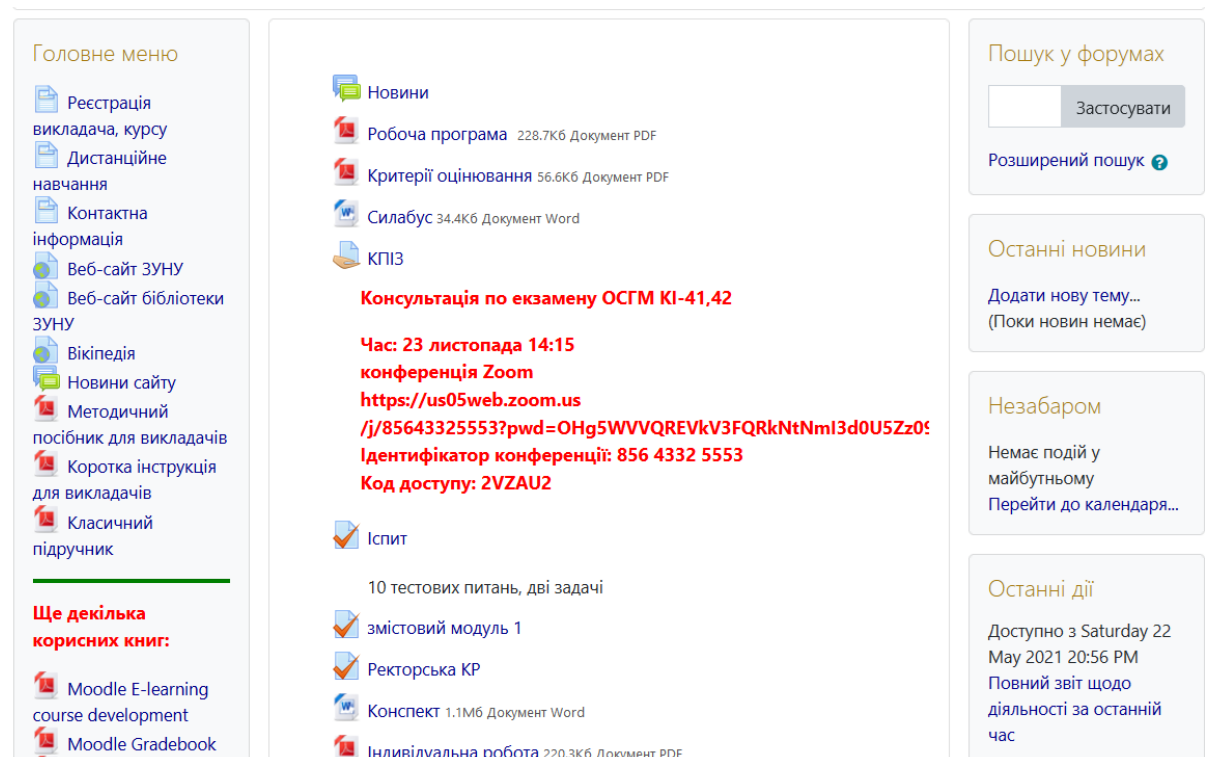 Головне меню
Реєстрація
викладача, курсу
Дистанційне
навчання
Контактна
інформація
Веб-сайт ЗУНУ
Веб-сайт бібліотеки
ЗУНУ
Вікіпедія
Новини сайту
Методичний
посібник для викладачів
Коротка інструкція
для викладачів
Класичний
підручник
Ще декілька
корисних книг:
Moodle E-learning
course development
Moodle Gradebook
Новини
Робоча програма 228.7Кб Документ PDF
Критерії оцінювання 56.6Кб Документ PDF
Силабус 34.4Кб Документ Word
КПІЗ
Консультація по екзамену ОСГМ КІ-41,42
Час: 23 листопада 14:15
конференція Zoom
https://us05web.zoom.us
/j/85643325553?pwd=OHg5WVVQREVkV3FQRkNtNmI3d0U5Zz09
Ідентифікатор конференції: 856 4332 5553
Код доступу: 2VZAU2
Іспит
10 тестових питань, дві задачі
змістовий модуль 1
Ректорська КР
Конспект 1.1Мб Документ Word
Індивідуальна робота 220.3Кб Документ PDF
Пошук у форумах
Застосувати
Розширений пошук
Останні новини
Додати нову тему...
(Поки новин немає)
Незабаром
Немає подій у
майбутньому
Перейти до календаря...
Останні дії
Доступно з Saturday 22
May 2021 20:56 PM
Повний звіт щодо
діяльності за останній
час